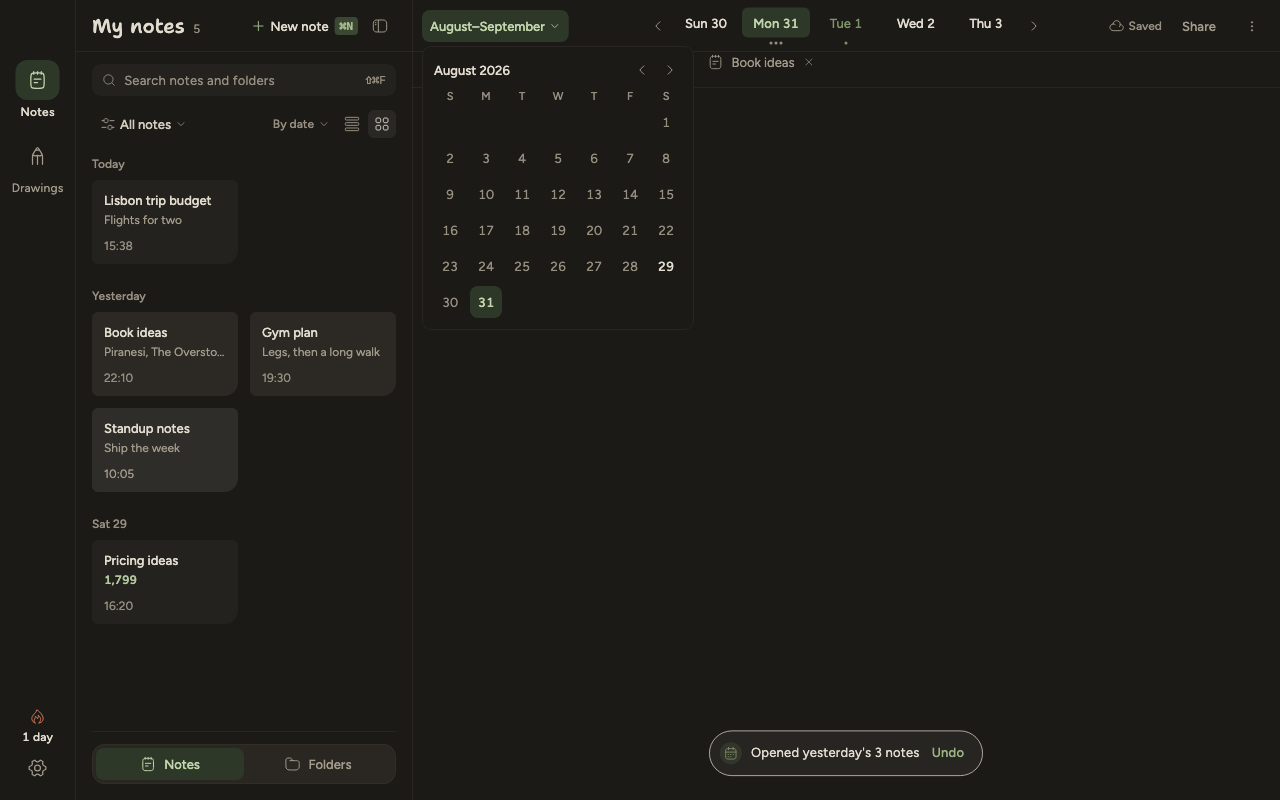 My notes 5
New note ⌘N
Notes
Drawings
1 day
Search notes and folders ⇧⌘F
All notes
By date
Today
Lisbon trip budget
Flights for two
15:38
Yesterday
Book ideas
Piranesi, The Oversto...
22:10
Gym plan
Legs, then a long walk
19:30
Standup notes
Ship the week
10:05
Sat 29
Pricing ideas
1,799
16:20
Notes
Folders
August–September
Sun 30
Mon 31
Tue 1
Wed 2
Thu 3
Saved
Share
Book ideas
August 2026
S M T W T F S
1
2 3 4 5 6 7 8
9 10 11 12 13 14 15
16 17 18 19 20 21 22
23 24 25 26 27 28 29
30 31
Opened yesterday's 3 notes Undo